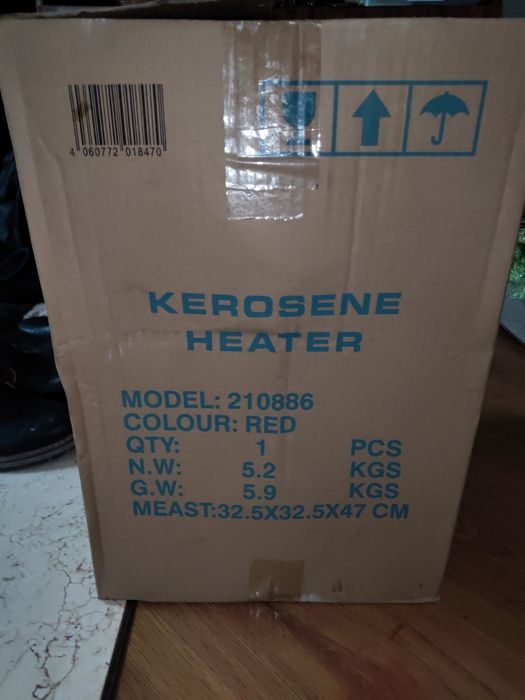 4 060772 018470
KEROSENE
HEATER
MODEL: 210886
COLOUR: RED
QTY: 1 PCS
N.W: 5.2 KGS
G.W: 5.9 KGS
MEAST:32.5X32.5X47 CM